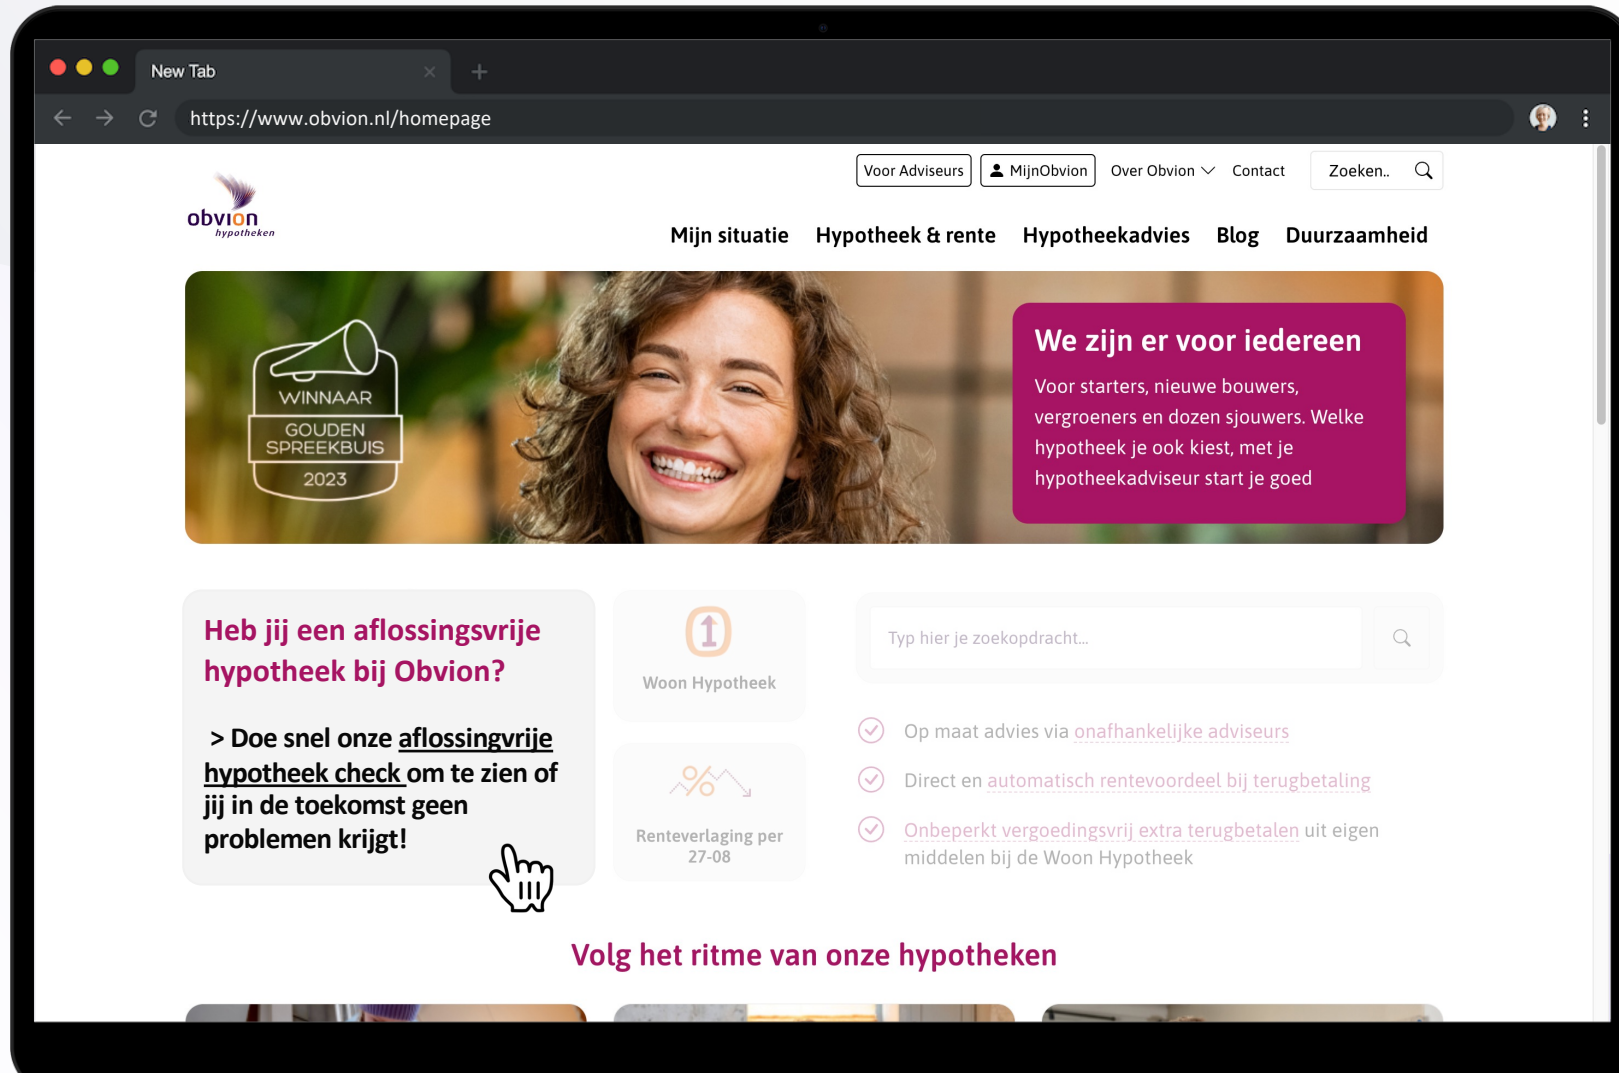 New Tab
https://www.obvion.nl/homepage
Voor Adviseurs MijnObvion Over Obvion Contact Zoeken..
obvion
hypotheken
Mijn situatie Hypotheek & rente Hypotheekadvies Blog Duurzaamheid
WINNAAR
GOUDEN
SPREEKBUIS
2023
We zijn er voor iedereen
Voor starters, nieuwe bouwers,
vergroeners en dozen sjouwers. Welke
hypotheek je ook kiest, met je
hypotheekadviseur start je goed
Heb jij een aflossingsvrije
hypotheek bij Obvion?
> Doe snel onze aflossingvrije
hypotheek check om te zien of
jij in de toekomst geen
problemen krijgt!
Woon Hypotheek
%
Renteverlaging per
27-08
Typ hier je zoekopdracht...
Op maat advies via onafhankelijke adviseurs
Direct en automatisch rentevoordeel bij terugbetaling
Onbeperkt vergoedingsvrij extra terugbetalen uit eigen
middelen bij de Woon Hypotheek
Volg het ritme van onze hypotheken